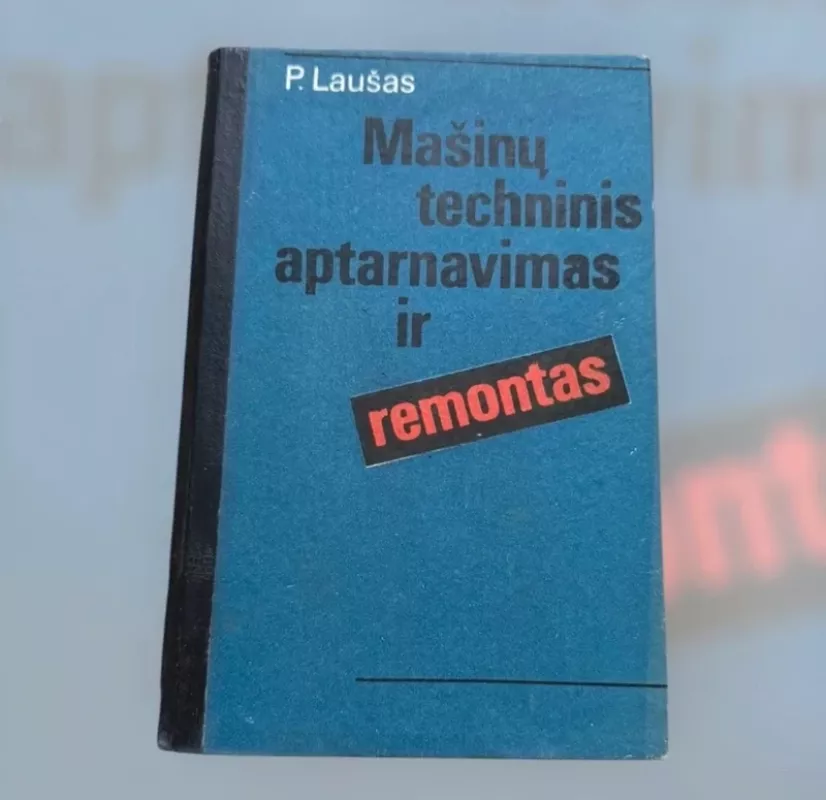 P. Laušas
Mašinų
techninis
aptarnavimas
ir
remontas